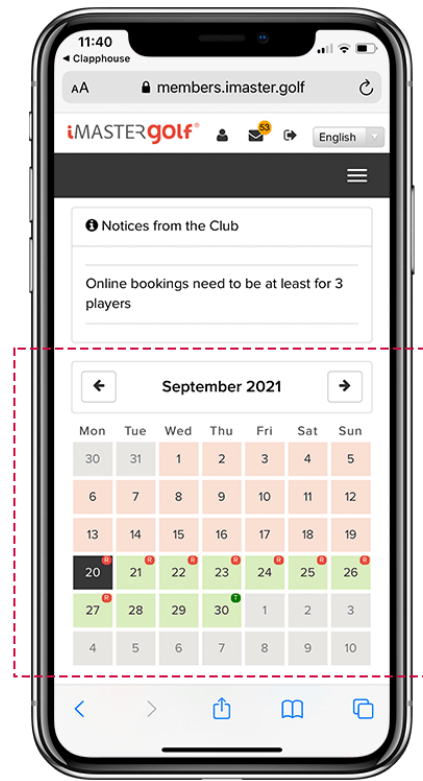 11:40
◀ Clapphouse
AA members.imaster.golf
iMASTERgolf® 53 English
Notices from the Club
Online bookings need to be at least for 3
players
September 2021
Mon Tue Wed Thu Fri Sat Sun
30 31 1 2 3 4 5
6 7 8 9 10 11 12
13 14 15 16 17 18 19
20 R 21 R 22 R 23 R 24 R 25 R 26 R
27 R 28 29 30 T 1 2 3
4 5 6 7 8 9 10